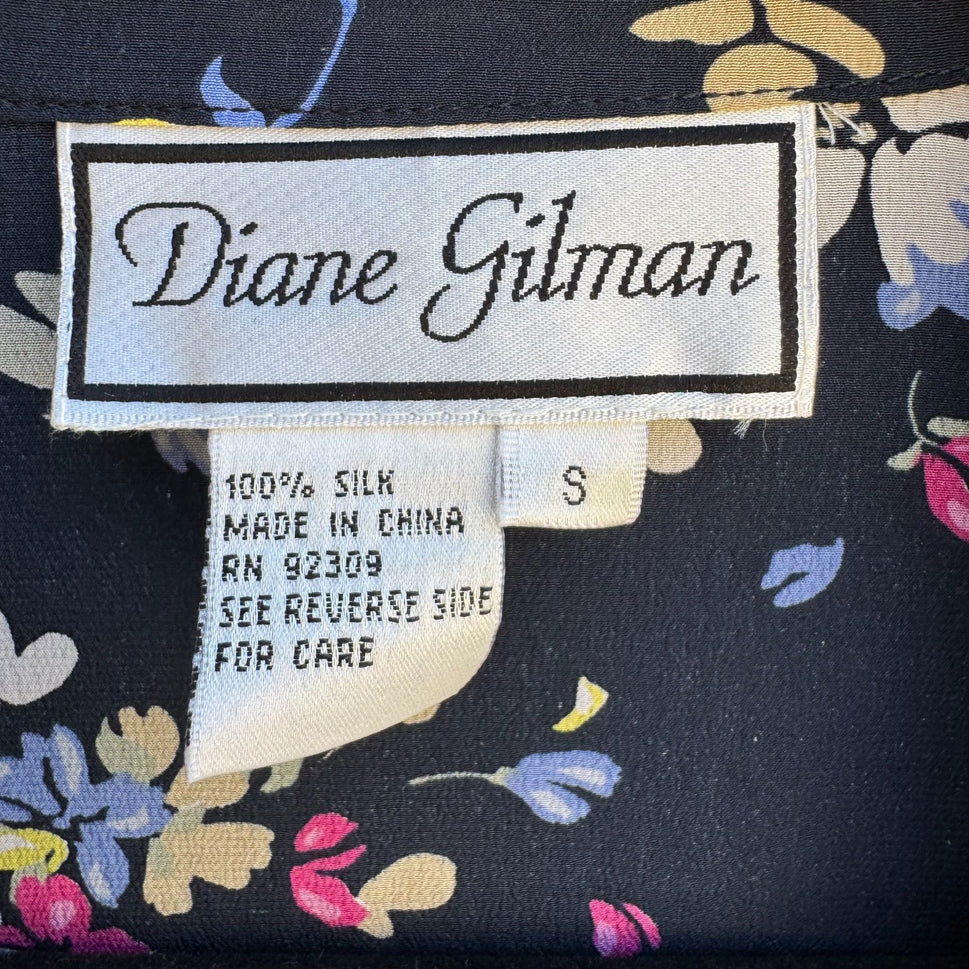 Diane Gilman
100% SILK
MADE IN CHINA
RN 92309
SEE REVERSE SIDE
FOR CARE
S